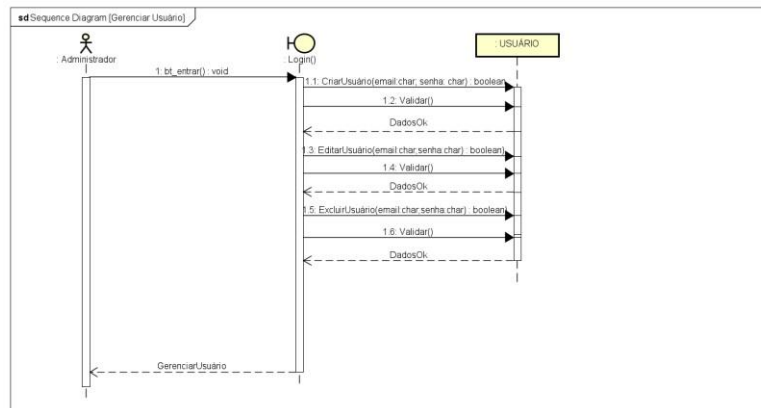 sd Sequence Diagram [Gerenciar Usuário]
: Administrador
: Login()
: USUÁRIO
1: bt_entrar() : void
1.1: CriarUsuário(email:char; senha: char) : boolean
1.2: Validar()
DadosOk
1.3: EditarUsuário(email:char;senha:char) : boolean)
1.4: Validar()
DadosOk
1.5: ExcluirUsuário(email:char;senha:char) : boolean)
1.6: Validar()
DadosOk
GerenciarUsuário